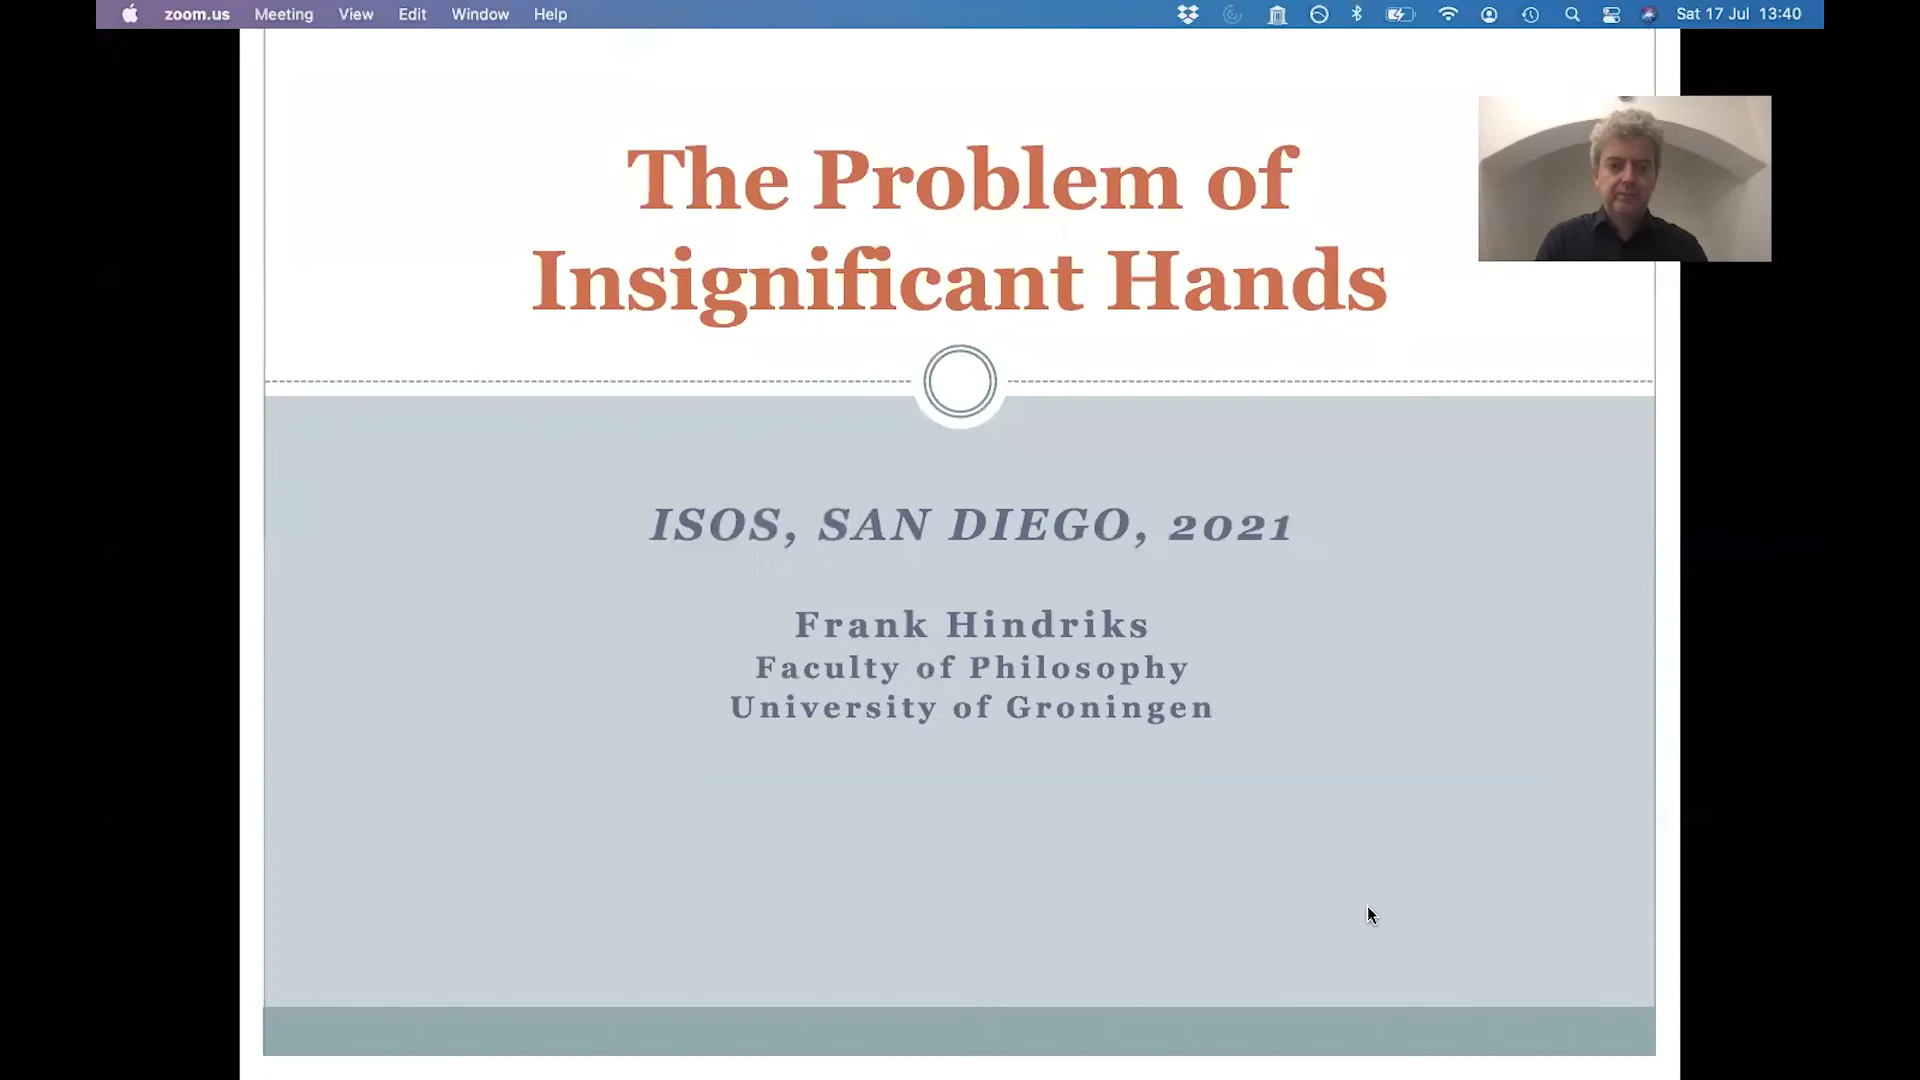 zoom.us Meeting View Edit Window Help Sat 17 Jul 13:40
The Problem of
Insignificant Hands
ISOS, SAN DIEGO, 2021
Frank Hindriks
Faculty of Philosophy
University of Groningen